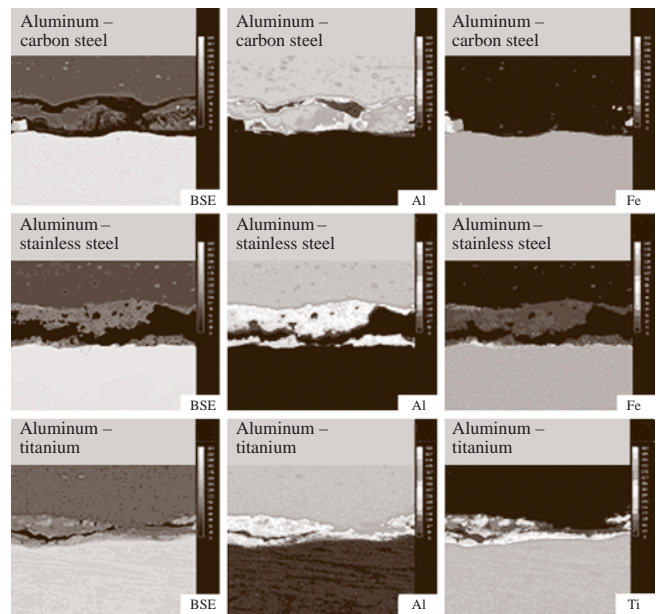 Aluminum –
carbon steel
BSE
Aluminum –
carbon steel
Al
Aluminum –
carbon steel
Fe
Aluminum –
stainless steel
BSE
Aluminum –
stainless steel
Al
Aluminum –
stainless steel
Fe
Aluminum –
titanium
BSE
Aluminum –
titanium
Al
Aluminum –
titanium
Ti